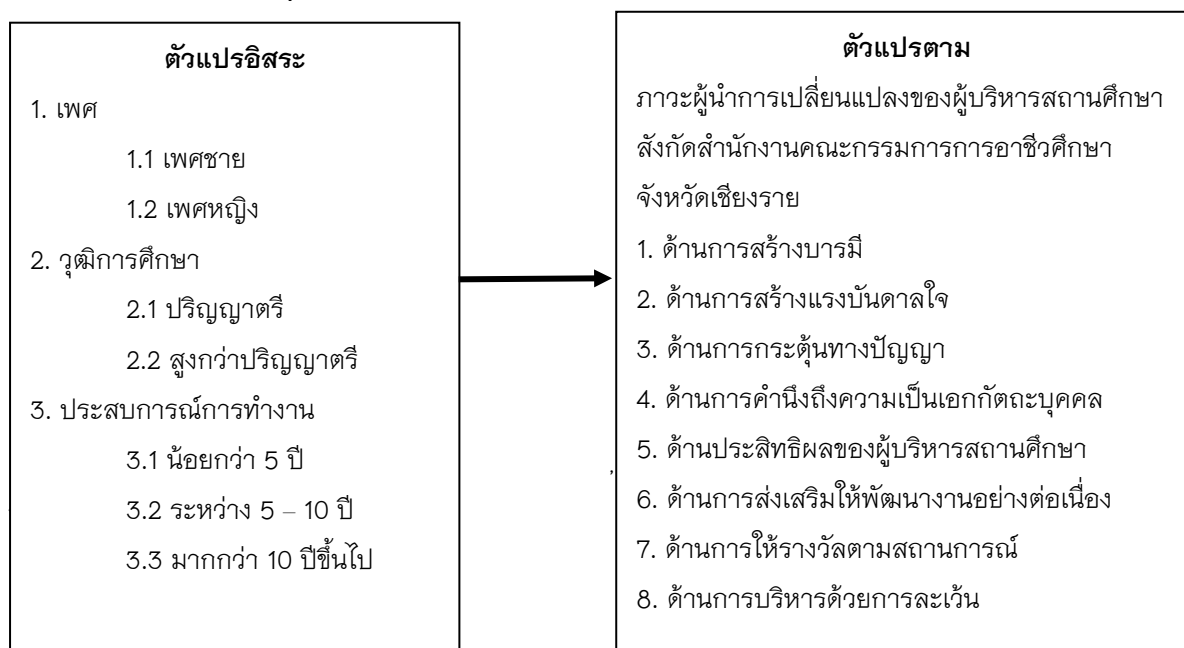 ตัวแปรอิสระ
1. เพศ
1.1 เพศชาย
1.2 เพศหญิง
2. วุฒิการศึกษา
2.1 ปริญญาตรี
2.2 สูงกว่าปริญญาตรี
3. ประสบการณ์การทำงาน
3.1 น้อยกว่า 5 ปี
3.2 ระหว่าง 5 – 10 ปี
3.3 มากกว่า 10 ปีขึ้นไป
ตัวแปรตาม
ภาวะผู้นำการเปลี่ยนแปลงของผู้บริหารสถานศึกษา
สังกัดสำนักงานคณะกรรมการการอาชีวศึกษา
จังหวัดเชียงราย
1. ด้านการสร้างบารมี
2. ด้านการสร้างแรงบันดาลใจ
3. ด้านการกระตุ้นทางปัญญา
4. ด้านการคำนึงถึงความเป็นเอกกัตถะบุคคล
5. ด้านประสิทธิผลของผู้บริหารสถานศึกษา
6. ด้านการส่งเสริมให้พัฒนางานอย่างต่อเนื่อง
7. ด้านการให้รางวัลตามสถานการณ์
8. ด้านการบริหารด้วยการละเว้น